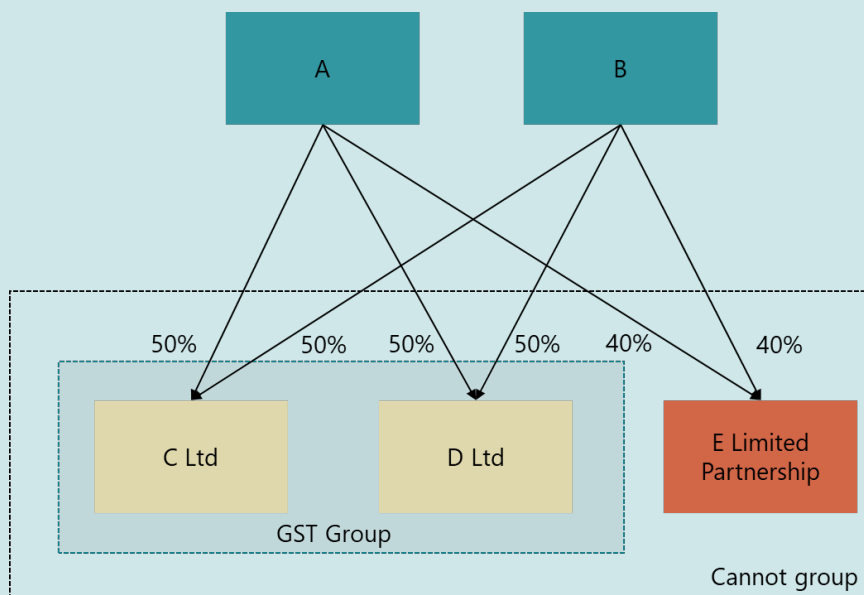 A
B
50%
50%
50%
50%
40%
40%
C Ltd
D Ltd
E Limited
Partnership
GST Group
Cannot group